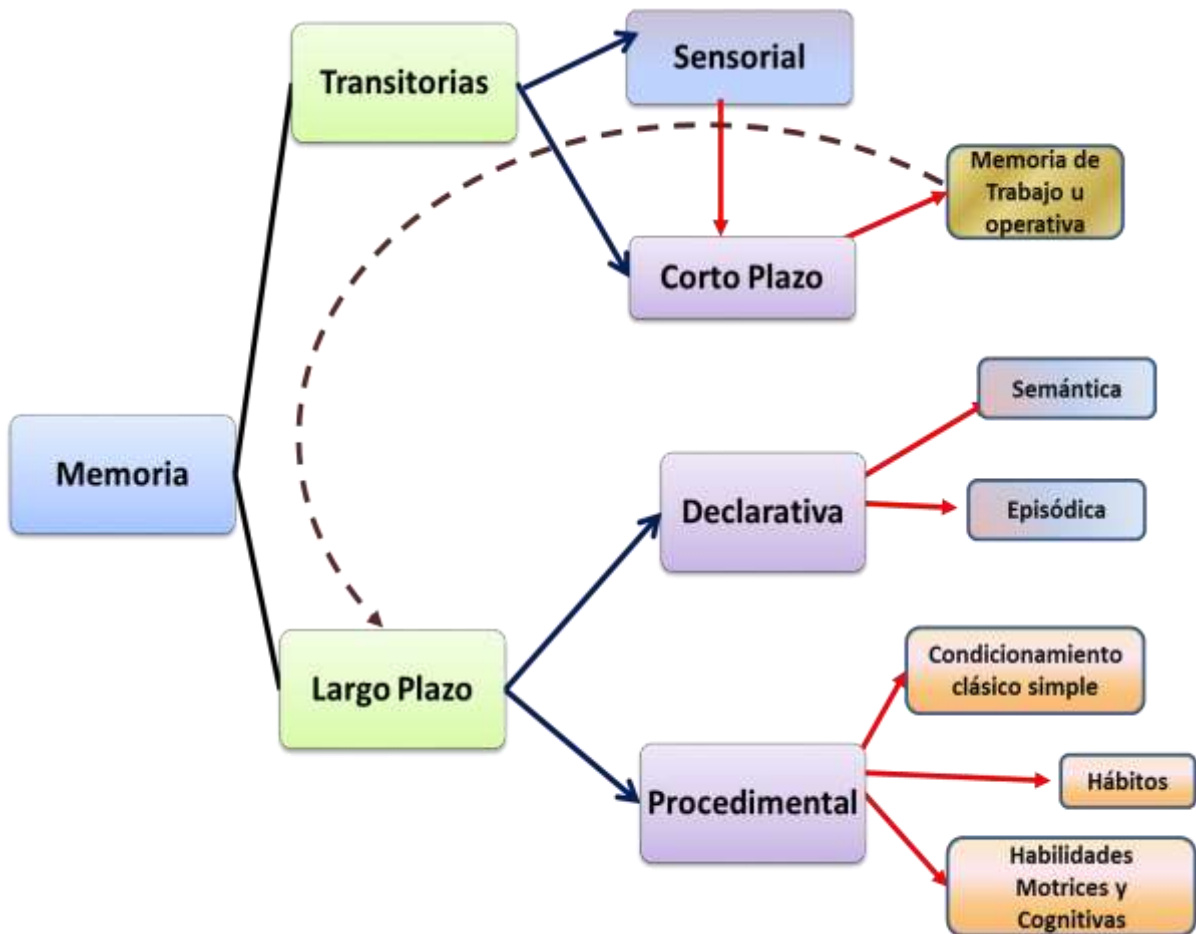 Transitorias
Sensorial
Memoria de
Trabajo u
operativa
Corto Plazo
Semántica
Memoria
Declarativa
Episódica
Largo Plazo
Condicionamiento
clásico simple
Procedimental
Hábitos
Habilidades
Motrices y
Cognitivas